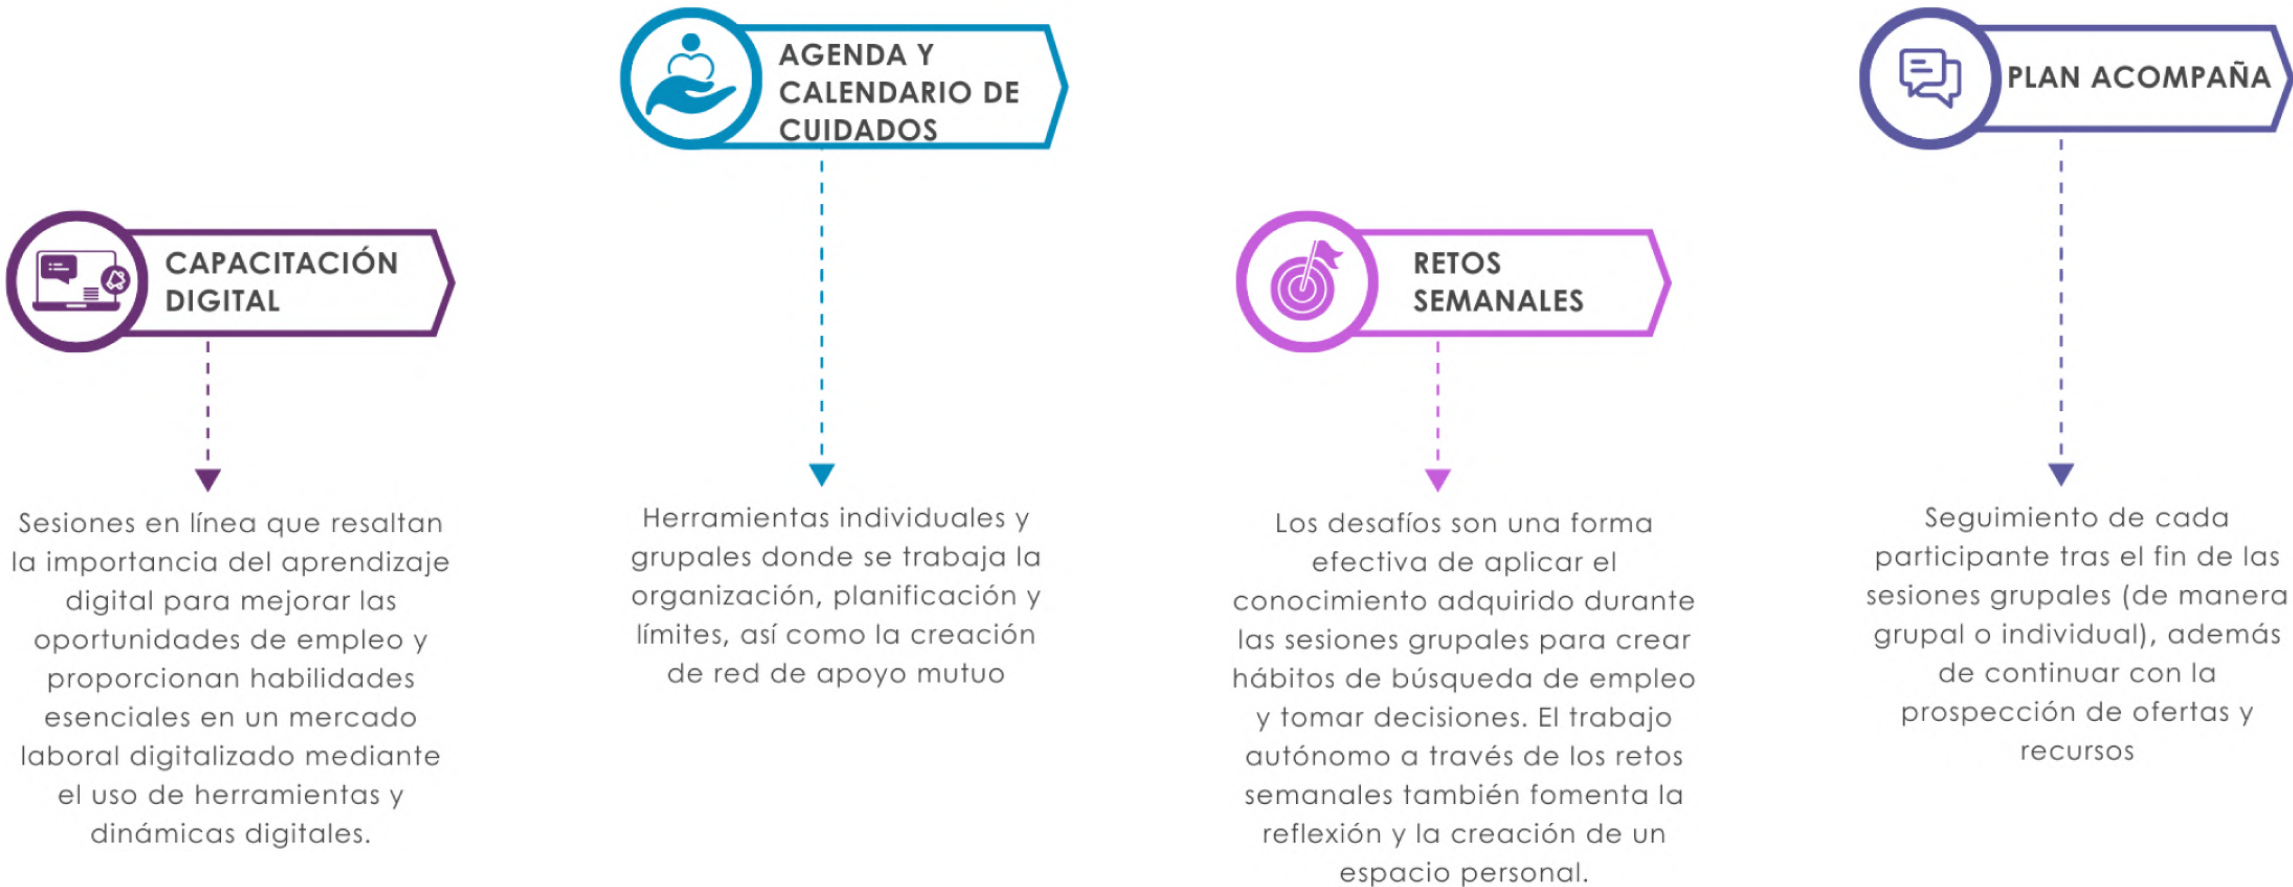 CAPACITACIÓN
DIGITAL
Sesiones en línea que resaltan
la importancia del aprendizaje
digital para mejorar las
oportunidades de empleo y
proporcionan habilidades
esenciales en un mercado
laboral digitalizado mediante
el uso de herramientas y
dinámicas digitales.
AGENDA Y
CALENDARIO DE
CUIDADOS
Herramientas individuales y
grupales donde se trabaja la
organización, planificación y
límites, así como la creación
de red de apoyo mutuo
RETOS
SEMANALES
Los desafíos son una forma
efectiva de aplicar el
conocimiento adquirido durante
las sesiones grupales para crear
hábitos de búsqueda de empleo
y tomar decisiones. El trabajo
autónomo a través de los retos
semanales también fomenta la
reflexión y la creación de un
espacio personal.
PLAN ACOMPAÑA
Seguimiento de cada
participante tras el fin de las
sesiones grupales (de manera
grupal o individual), además
de continuar con la
prospección de ofertas y
recursos